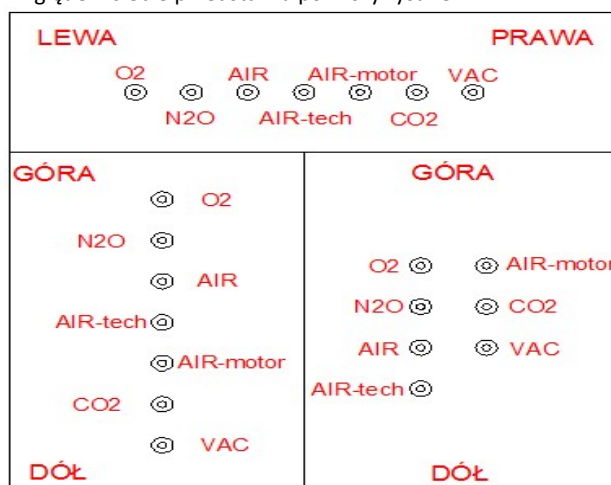 LEWA PRAWA
O2 AIR AIR-motor VAC
N2O AIR-tech CO2
GÓRA
O2
N2O
AIR
AIR-tech
AIR-motor
CO2
VAC
DÓŁ
GÓRA
O2 AIR-motor
N2O CO2
AIR VAC
AIR-tech
DÓŁ